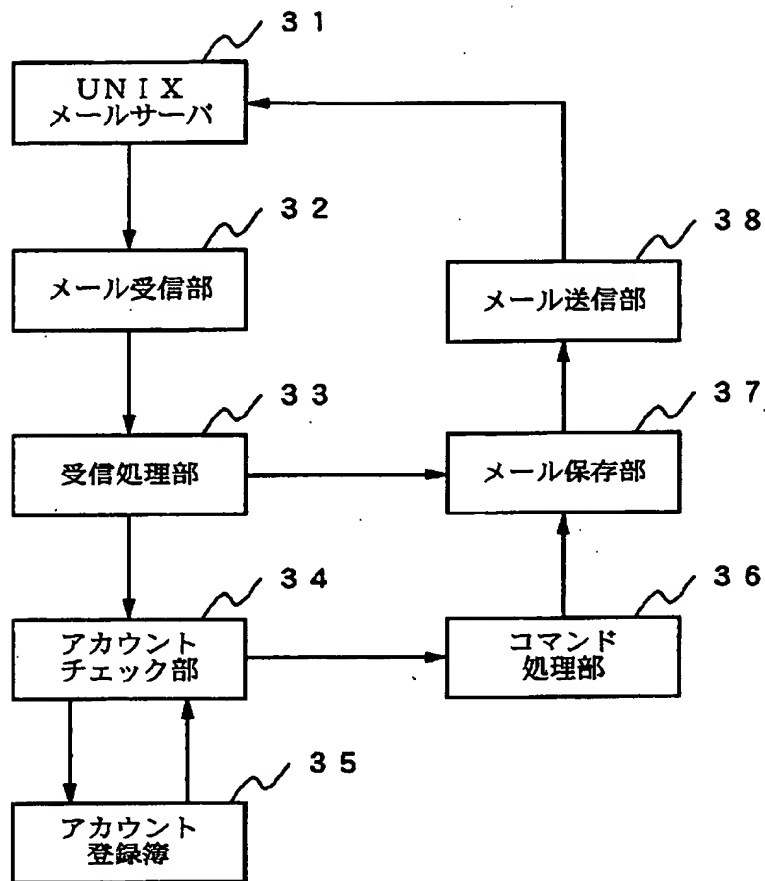 31
UNIX
メールサーバ
32
メール受信部
38
メール送信部
33
受信処理部
37
メール保存部
34
アカウント
チェック部
36
コマンド
処理部
35
アカウント
登録簿